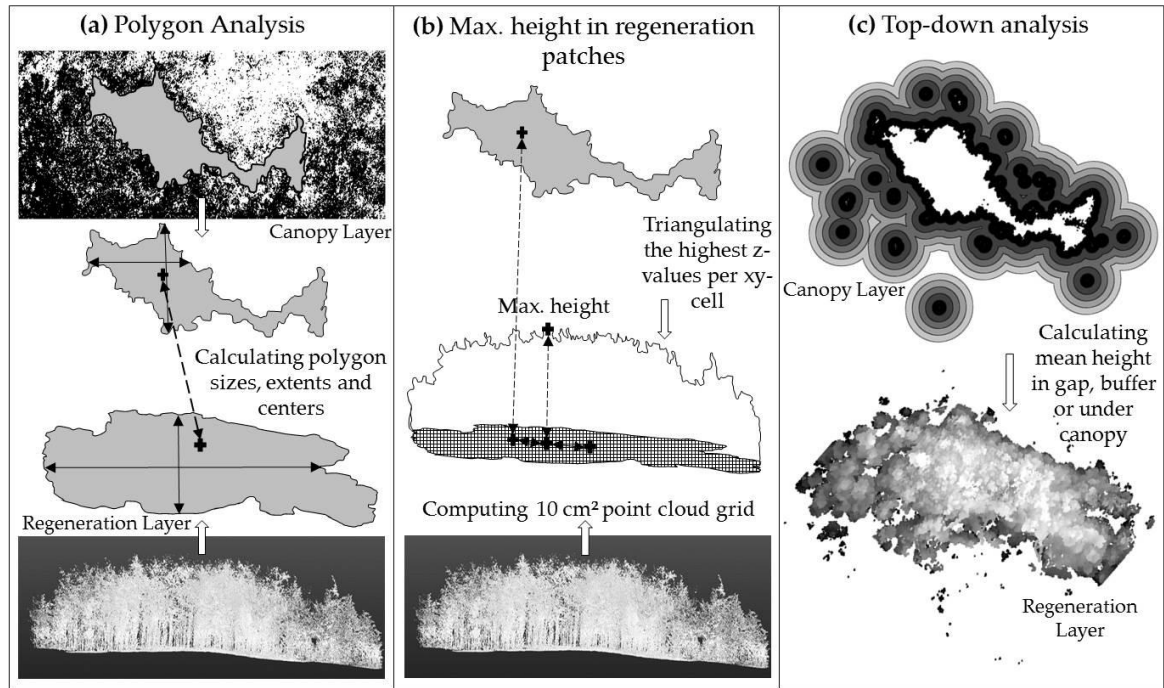 (a) Polygon Analysis
Canopy Layer
Calculating polygon
sizes, extents and
centers
Regeneration Layer
(b) Max. height in regeneration
patches
Triangulating
the highest z-
values per xy-
cell
Max. height
Computing 10 cm² point cloud grid
(c) Top-down analysis
Canopy Layer
Calculating
mean height
in gap, buffer
or under
canopy
Regeneration
Layer